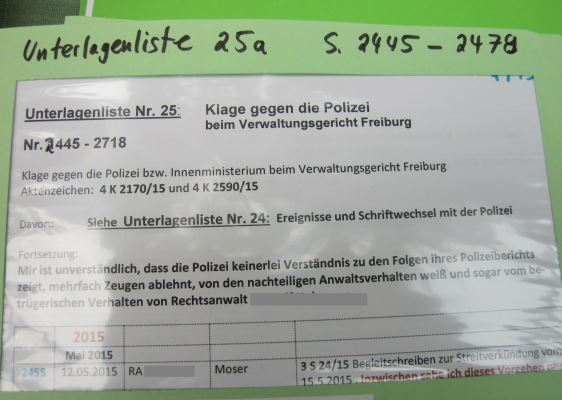 Unterlagenliste 25a S. 2445 – 2478
Unterlagenliste Nr. 25: Klage gegen die Polizei
beim Verwaltungsgericht Freiburg
Nr. 2445 - 2718
Klage gegen die Polizei bzw. Innenministerium beim Verwaltungsgericht Freiburg
Aktenzeichen: 4 K 2170/15 und 4 K 2590/15
Davor: Siehe Unterlagenliste Nr. 24: Ereignisse und Schriftwechsel mit der Polizei
Fortsetzung:
Mir ist unverständlich, dass die Polizei keinerlei Verständnis zu den Folgen ihres Polizeiberichts
zeigt, mehrfach Zeugen ablehnt, von den nachteiligen Anwaltsverhalten weiß und sogar vom be-
trügerischen Verhalten von Rechtsanwalt
2015
Mai 2015
2455 12.05.2015 RA Moser 3 S 24/15 Begleitschreiben zur Streitverkündung vom
15.5.2015. Inzwischen sehe ich dieses Vorgehen